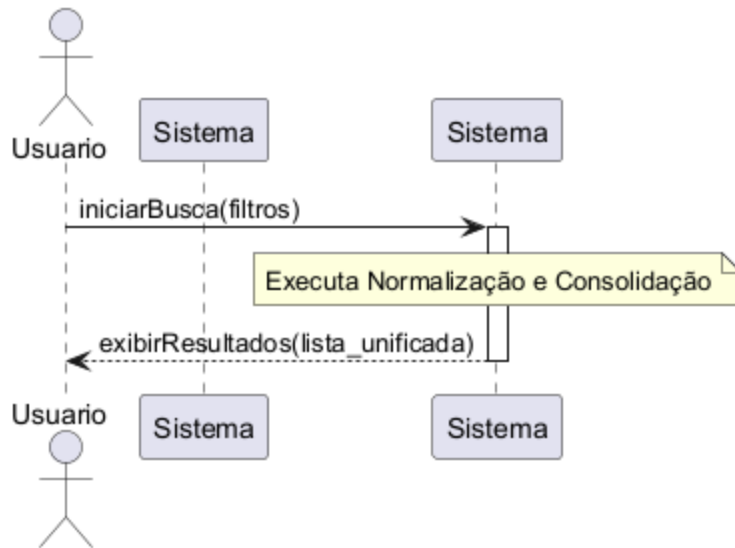 Usuario
Sistema
Sistema
iniciarBusca(filtros)
Executa Normalização e Consolidação
exibirResultados(lista_unificada)
Usuario
Sistema
Sistema